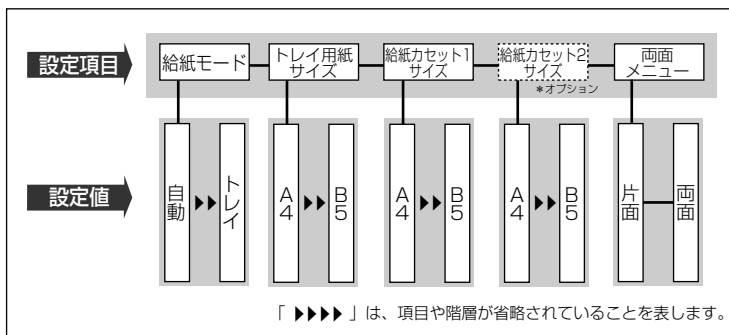 設定項目
給紙モード
トレイ用紙
サイズ
給紙カセット1
サイズ
給紙カセット2
サイズ
*オプション
両面
メニュー
設定値
自動
トレイ
A4
B5
A4
B5
A4
B5
片面
両面
「 ▶▶▶▶ 」は、項目や階層が省略されていることを表します。